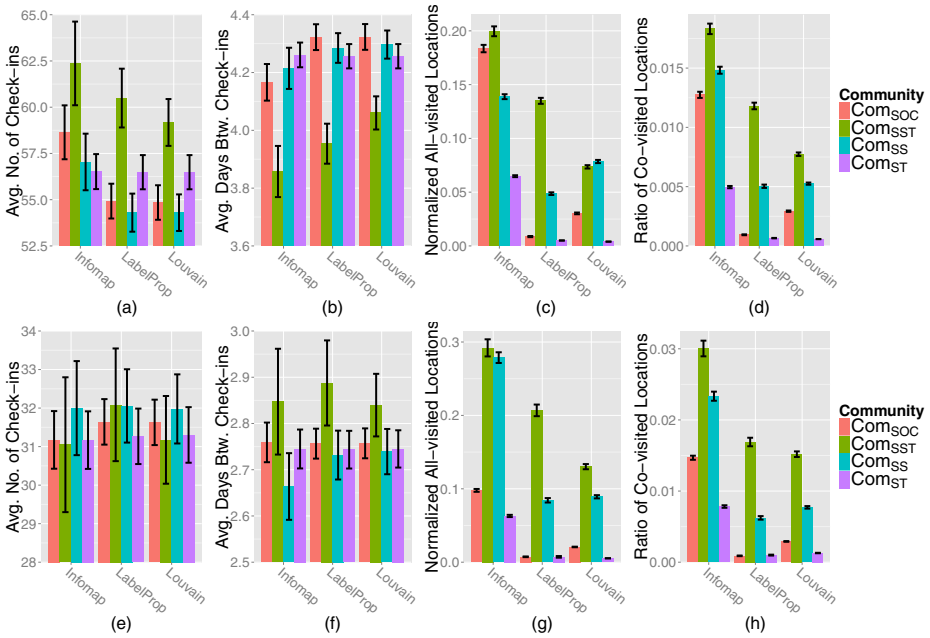 Avg. No. of Check–ins
65.0
62.5
60.0
57.5
55.0
52.5
Infomap
LabelProp
Louvain
(a)
Avg. Days Btw. Check–ins
4.4
4.2
4.0
3.8
3.6
Infomap
LabelProp
Louvain
(b)
Normalized All–visited Locations
0.20
0.15
0.10
0.05
0.00
Infomap
LabelProp
Louvain
(c)
Ratio of Co–visited Locations
0.015
0.010
0.005
0.000
Infomap
LabelProp
Louvain
(d)
Community
ComSOC
ComSST
ComSS
ComST
Avg. No. of Check–ins
34
33
32
31
30
29
28
Infomap
LabelProp
Louvain
(e)
Avg. Days Btw. Check–ins
3.0
2.9
2.8
2.7
2.6
2.5
Infomap
LabelProp
Louvain
(f)
Normalized All–visited Locations
0.3
0.2
0.1
0.0
Infomap
LabelProp
Louvain
(g)
Ratio of Co–visited Locations
0.03
0.02
0.01
0.00
Infomap
LabelProp
Louvain
(h)
Community
ComSOC
ComSST
ComSS
ComST